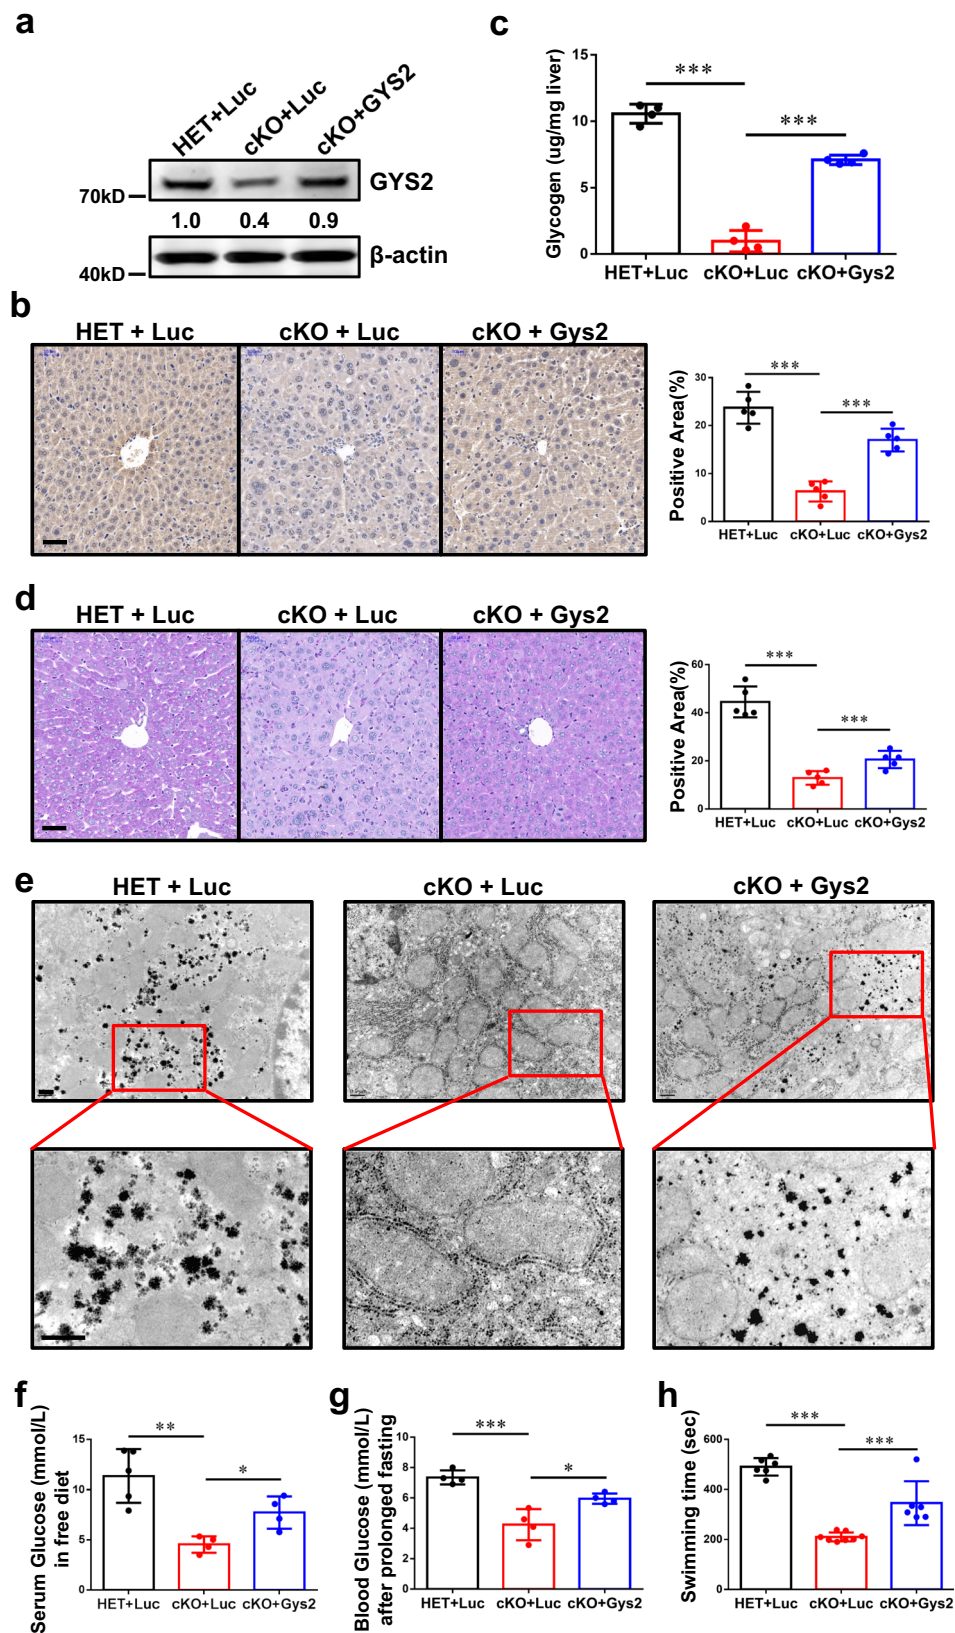 a
HET+Luc
cKO+Luc
cKO+GYS2
GYS2
70kD
1.0 0.4 0.9
β-actin
40kD
c
Glycogen (ug/mg liver)
15
10
5
0
***
***
HET+Luc cKO+Luc cKO+Gys2
b
HET + Luc cKO + Luc cKO + Gys2
Positive Area(%)
30
20
10
0
***
***
HET+Luc cKO+Luc cKO+Gys2
d
HET + Luc cKO + Luc cKO + Gys2
Positive Area(%)
60
40
20
0
***
***
HET+Luc cKO+Luc cKO+Gys2
e
HET + Luc cKO + Luc cKO + Gys2
f
Serum Glucose (mmol/L)
in free diet
15
10
5
0
**
*
HET+Luc cKO+Luc cKO+Gys2
g
Blood Glucose (mmol/L)
after prolonged fasting
10
8
6
4
2
0
***
*
HET+Luc cKO+Luc cKO+Gys2
h
Swimming time (sec)
600
400
200
0
***
***
HET+Luc cKO+Luc cKO+Gys2